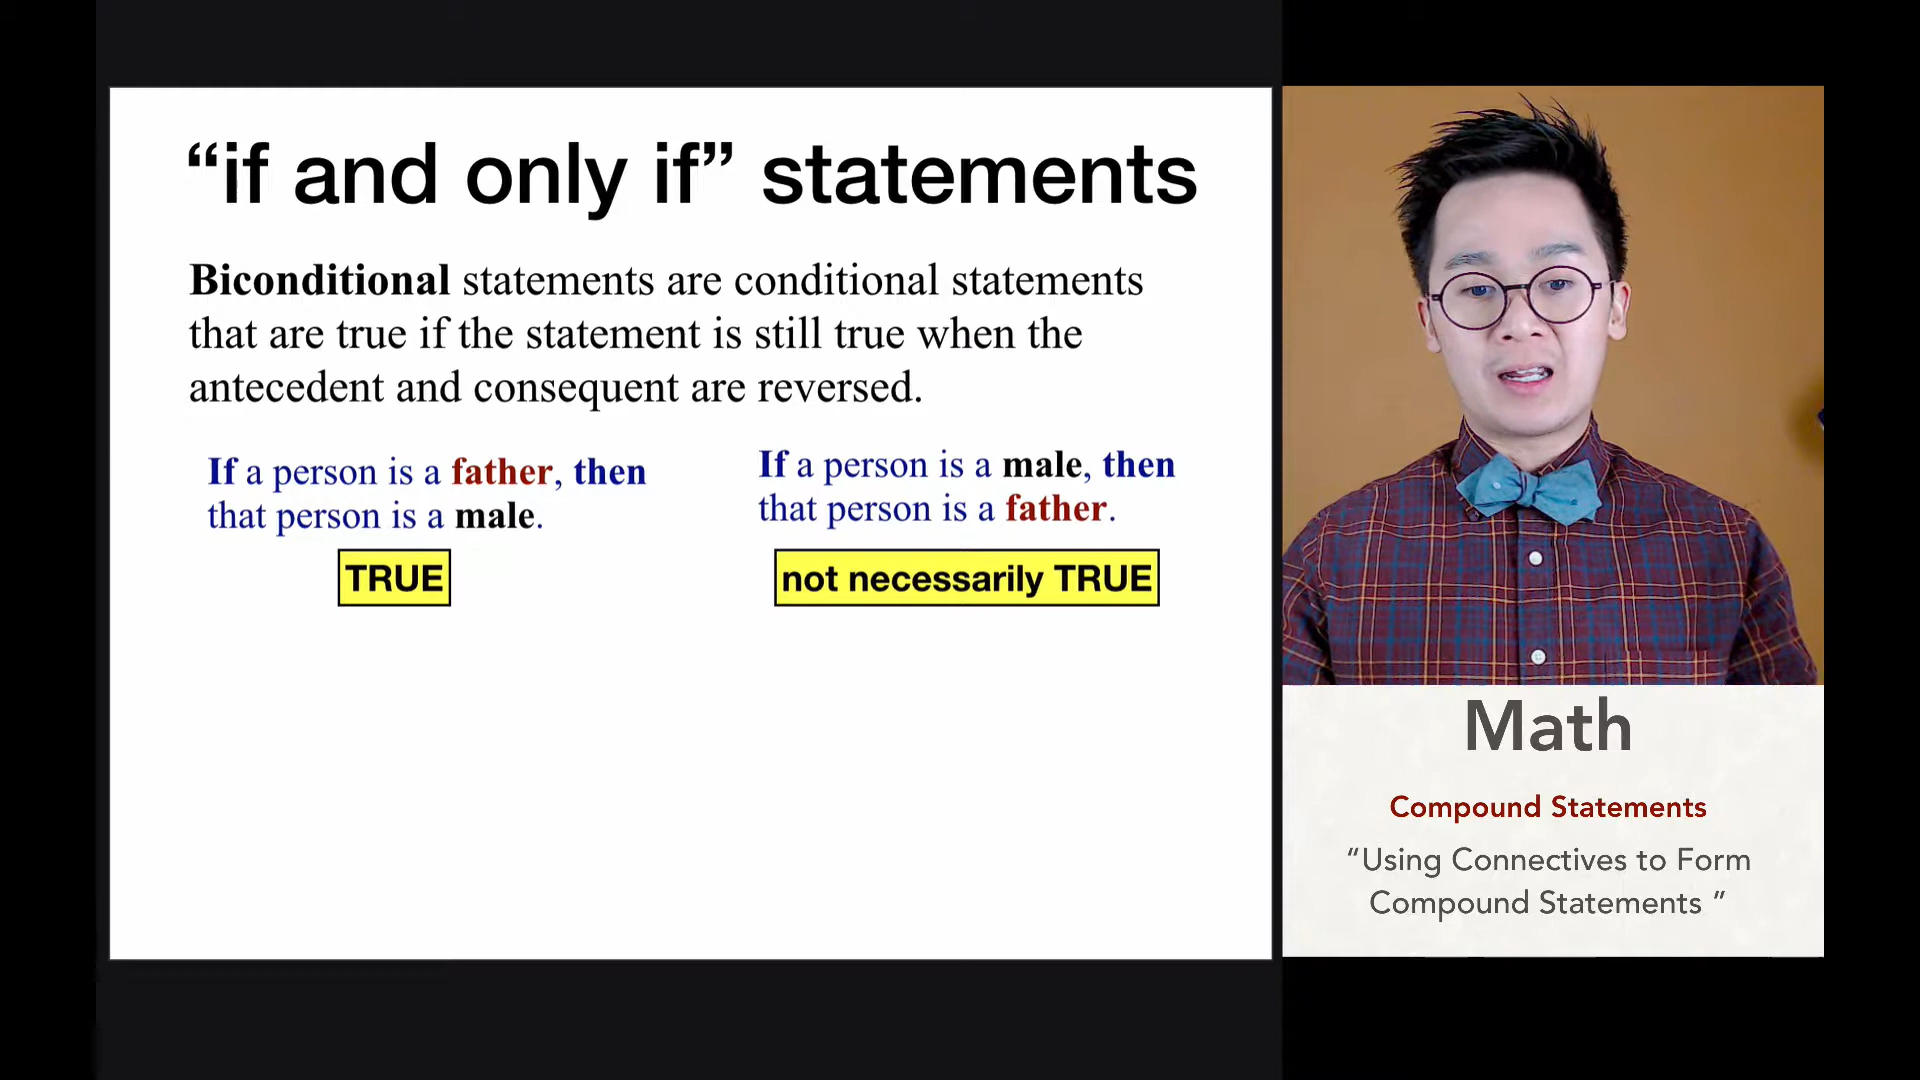 “if and only if” statements
Biconditional statements are conditional statements
that are true if the statement is still true when the
antecedent and consequent are reversed.
If a person is a father, then
that person is a male.
TRUE
If a person is a male, then
that person is a father.
not necessarily TRUE
Math
Compound Statements
“Using Connectives to Form
Compound Statements ”